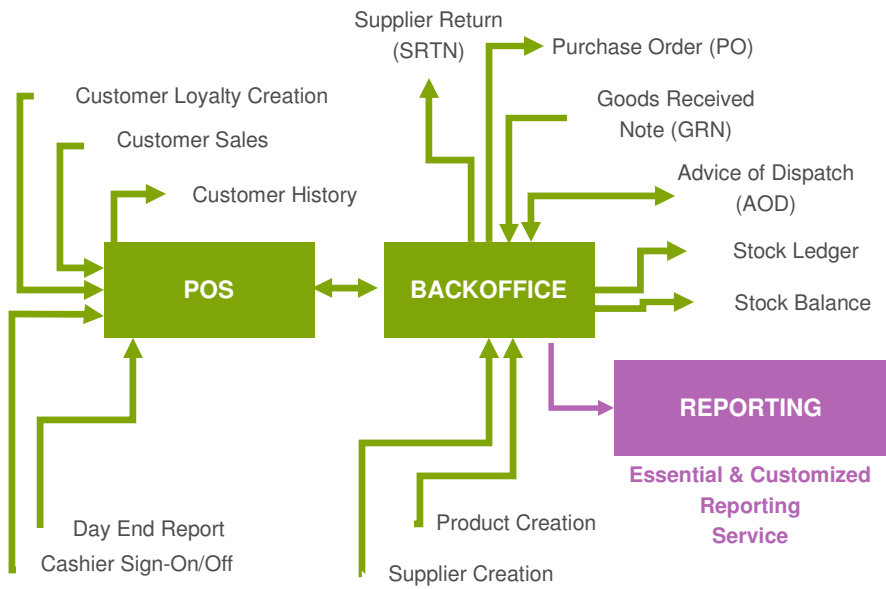 Supplier Return
(SRTN)
Purchase Order (PO)
Customer Loyalty Creation
Goods Received
Note (GRN)
Customer Sales
Customer History
Advice of Dispatch
(AOD)
POS
BACKOFFICE
Stock Ledger
Stock Balance
REPORTING
Essential & Customized
Reporting
Service
Day End Report
Cashier Sign-On/Off
Product Creation
Supplier Creation